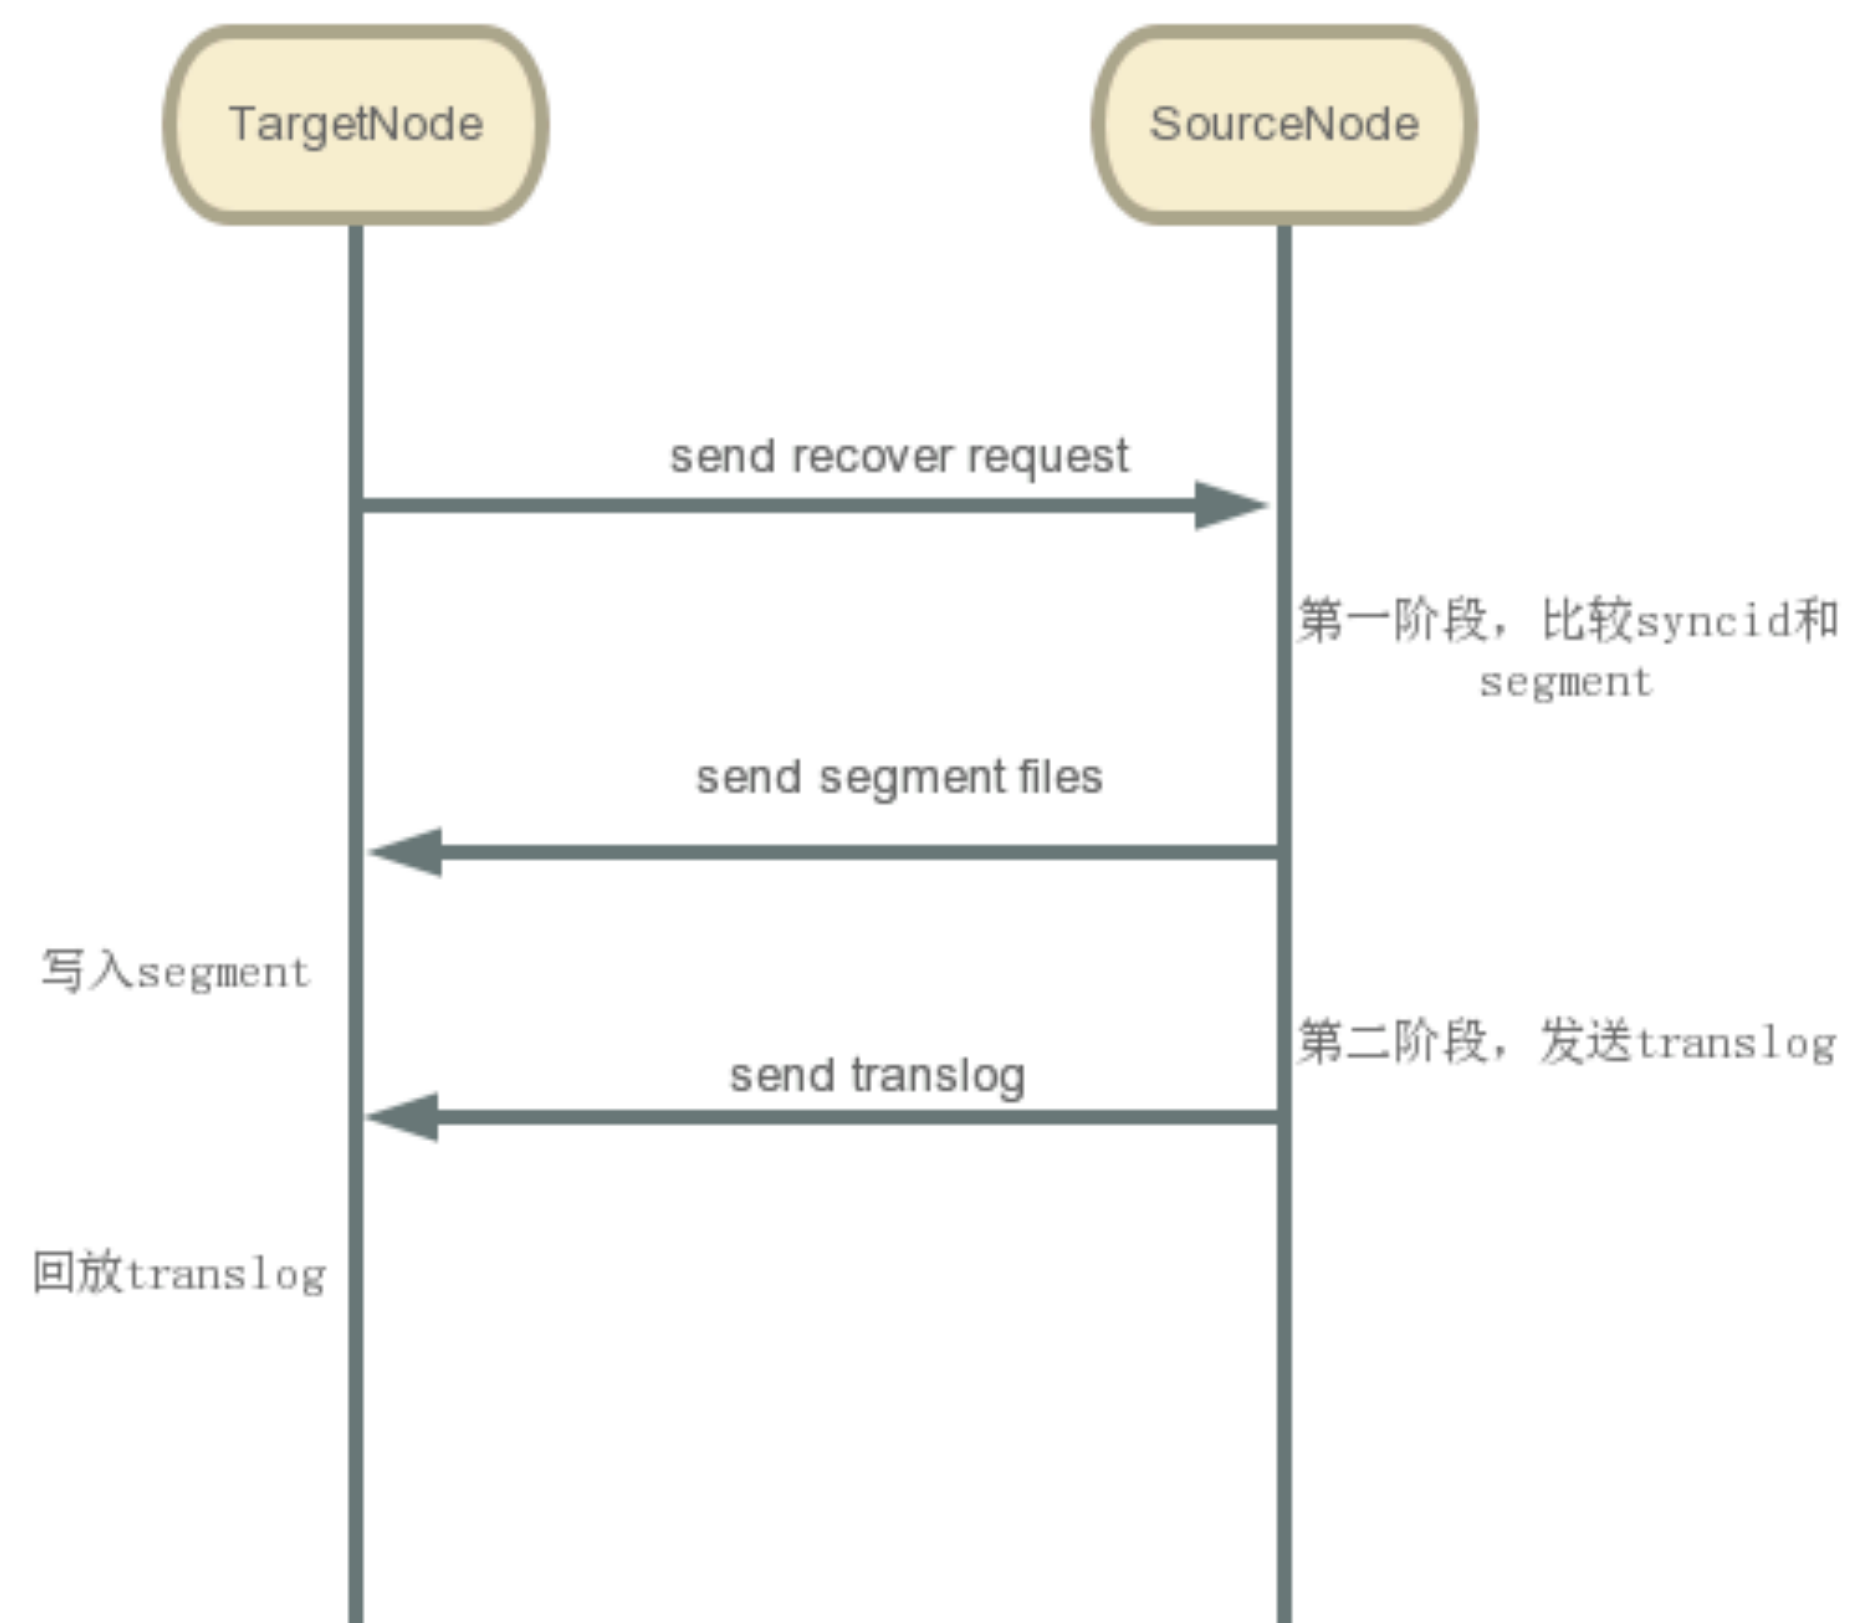 TargetNode
SourceNode
send recover request
第一阶段，比较syncid和
segment
send segment files
写入segment
第二阶段，发送translog
send translog
回放translog